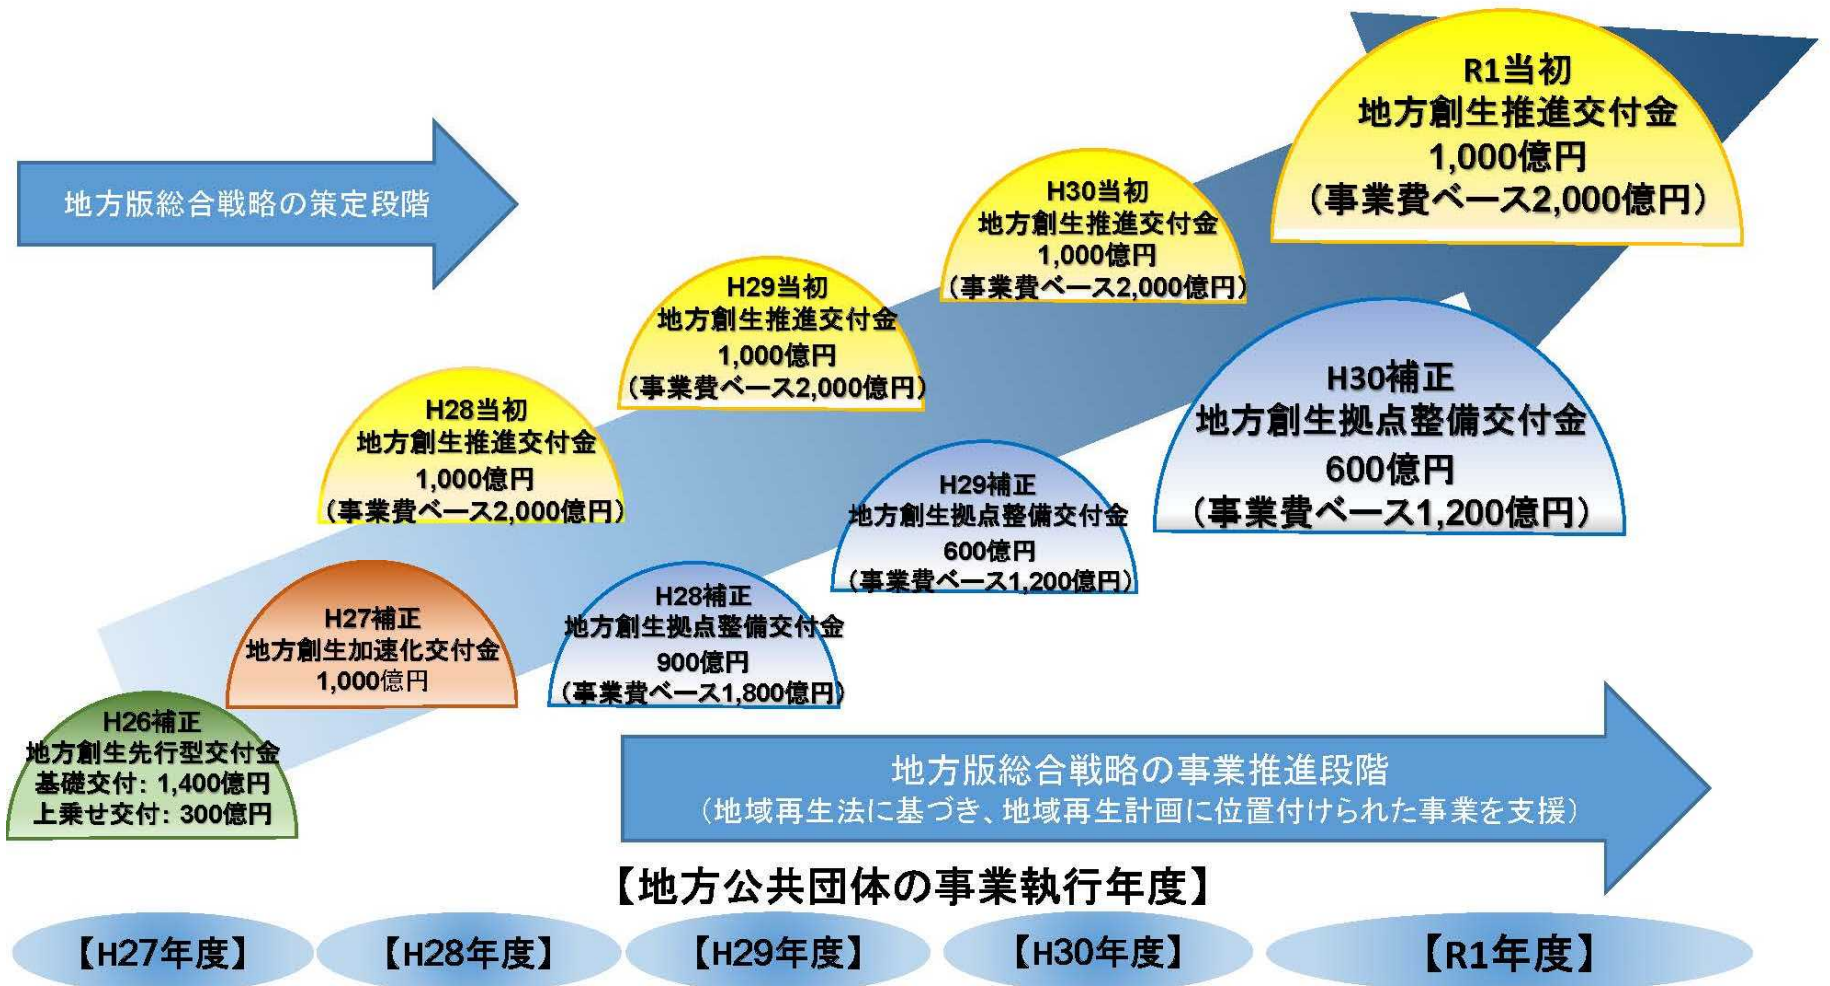 地方版総合戦略の策定段階
R1当初
地方創生推進交付金
1,000億円
(事業費ベース2,000億円)
H30当初
地方創生推進交付金
1,000億円
(事業費ベース2,000億円)
H29当初
地方創生推進交付金
1,000億円
(事業費ベース2,000億円)
H28当初
地方創生推進交付金
1,000億円
(事業費ベース2,000億円)
H30補正
地方創生拠点整備交付金
600億円
(事業費ベース1,200億円)
H29補正
地方創生拠点整備交付金
600億円
(事業費ベース1,200億円)
H28補正
地方創生拠点整備交付金
900億円
(事業費ベース1,800億円)
H27補正
地方創生加速化交付金
1,000億円
H26補正
地方創生先行型交付金
基礎交付: 1,400億円
上乗せ交付: 300億円
地方版総合戦略の事業推進段階
(地域再生法に基づき、地域再生計画に位置付けられた事業を支援)
【地方公共団体の事業執行年度】
【H27年度】
【H28年度】
【H29年度】
【H30年度】
【R1年度】